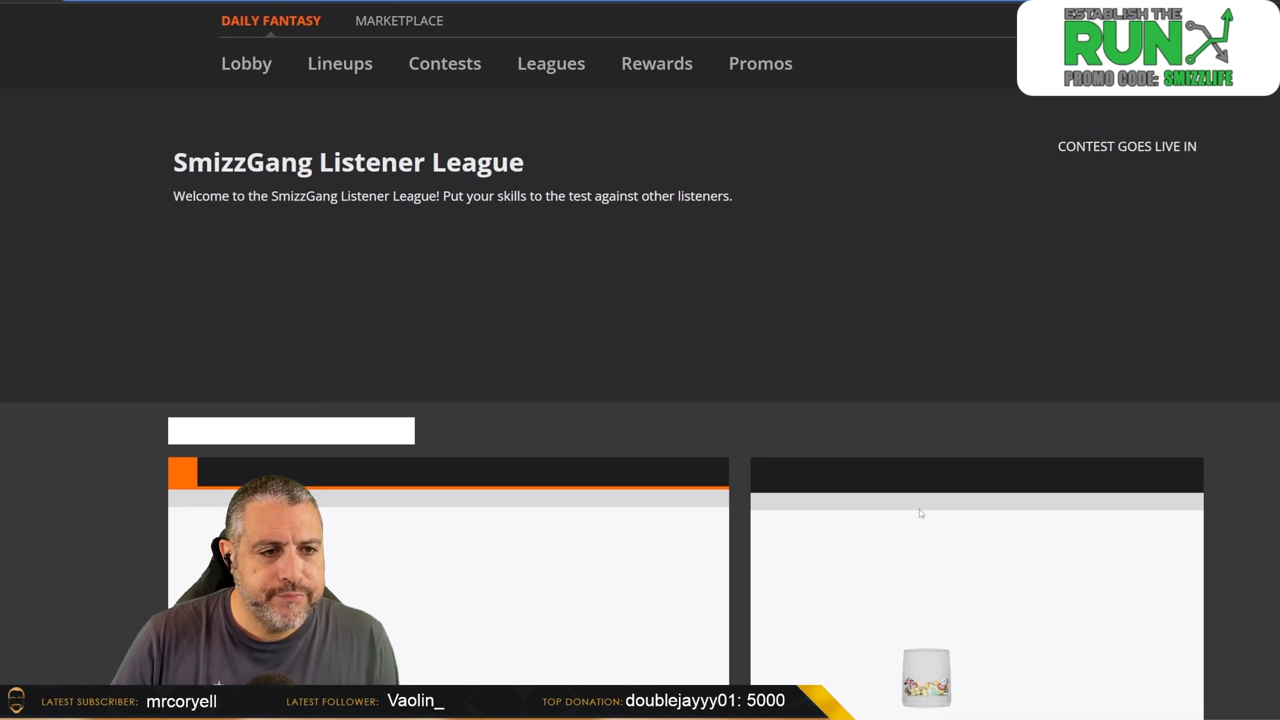 DAILY FANTASY MARKETPLACE
ESTABLISH THE
RUN
PROMO CODE: SMIZZLIFE
Lobby Lineups Contests Leagues Rewards Promos
SmizzGang Listener League
CONTEST GOES LIVE IN
Welcome to the SmizzGang Listener League! Put your skills to the test against other listeners.
LATEST SUBSCRIBER: mrcoryell LATEST FOLLOWER: Vaolin_ TOP DONATION: doublejayyy01: 5000